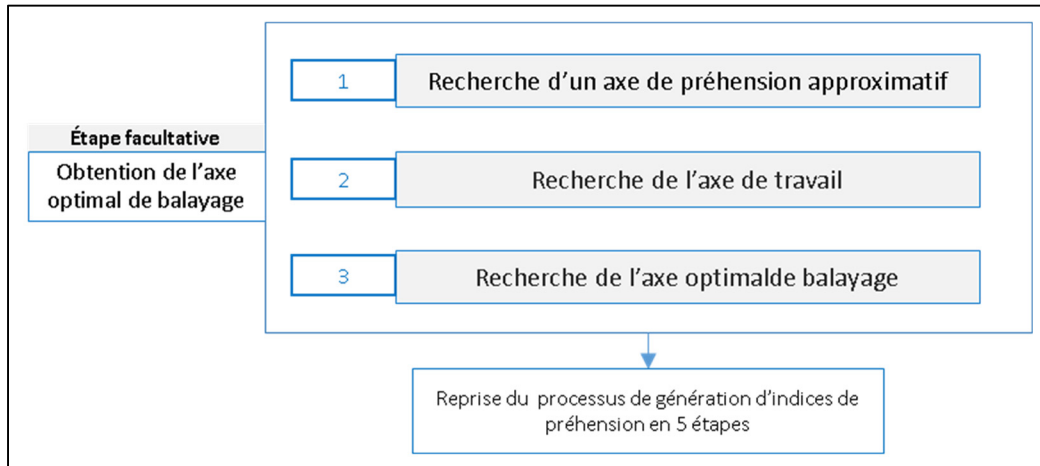 Étape facultative
Obtention de l'axe
optimal de balayage
1
Recherche d'un axe de préhension approximatif
2
Recherche de l'axe de travail
3
Recherche de l'axe optimalde balayage
Reprise du processus de génération d'indices de
préhension en 5 étapes